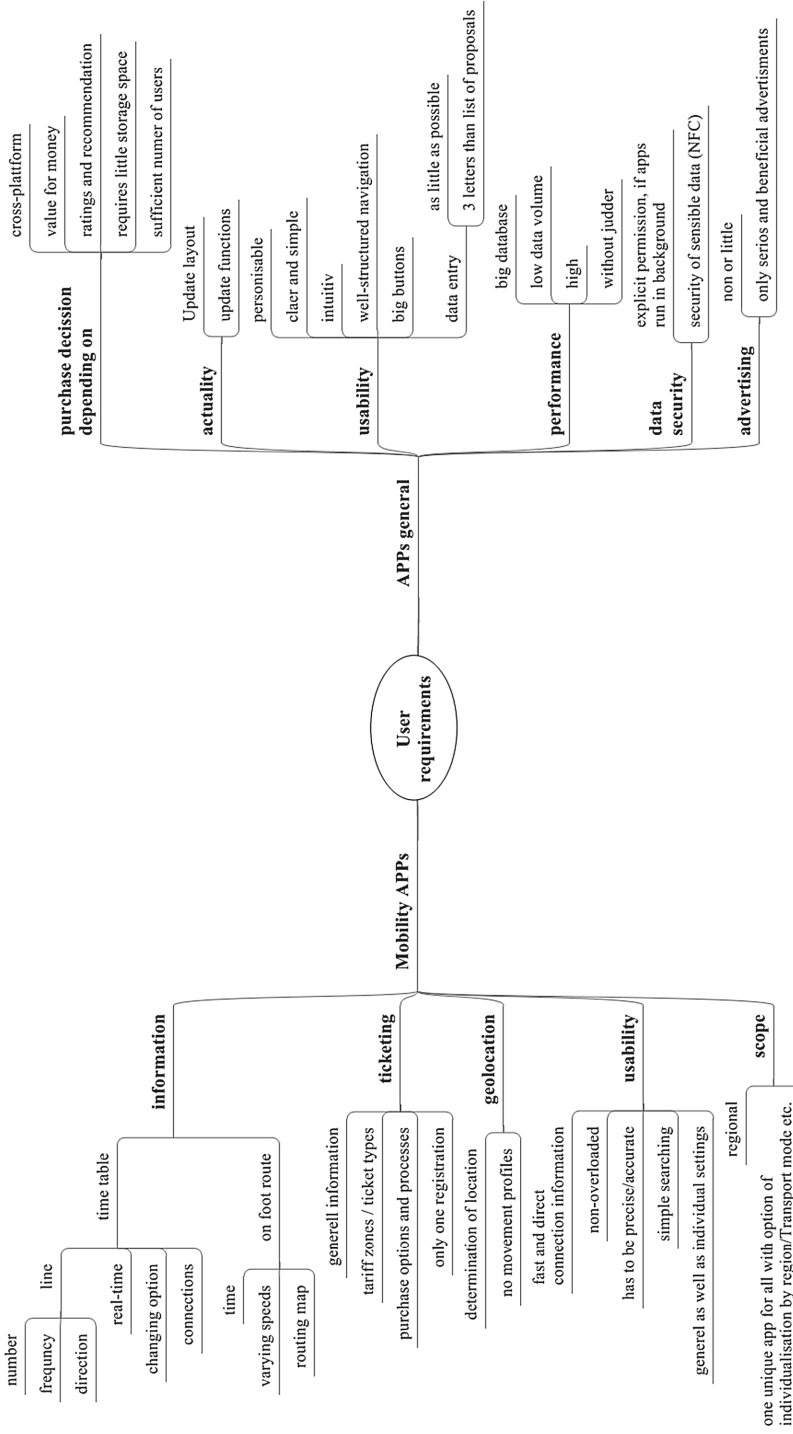 User
requirements
Mobility APPs
information
time table
line
number
frequncy
direction
real-time
changing option
connections
on foot route
time
varying speeds
routing map
ticketing
generell information
tariff zones / ticket types
purchase options and processes
only one registration
geolocation
determination of location
no movement profiles
usability
fast and direct
connection information
non-overloaded
has to be precise/accurate
simple searching
generel as well as individual settings
scope
regional
one unique app for all with option of
individualisation by region/Transport mode etc.
APPs general
purchase decission
depending on
cross-plattform
value for money
ratings and recommendation
requires little storage space
sufficient numer of users
actuality
Update layout
update functions
usability
personisable
claer and simple
intuitiv
well-structured navigation
big buttons
data entry
as little as possible
3 letters than list of proposals
performance
big database
low data volume
high
without judder
data
security
explicit permission, if apps
run in background
security of sensible data (NFC)
advertising
non or little
only serios and beneficial advertisments